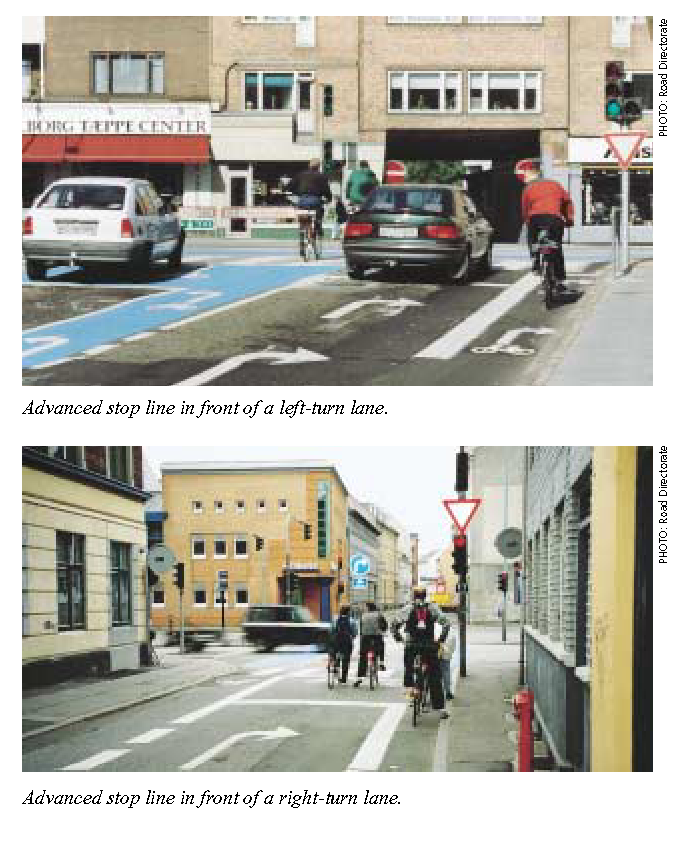 BORG TÆPPE CENTER
PHOTO: Road Directorate
Advanced stop line in front of a left-turn lane.
PHOTO: Road Directorate
Advanced stop line in front of a right-turn lane.